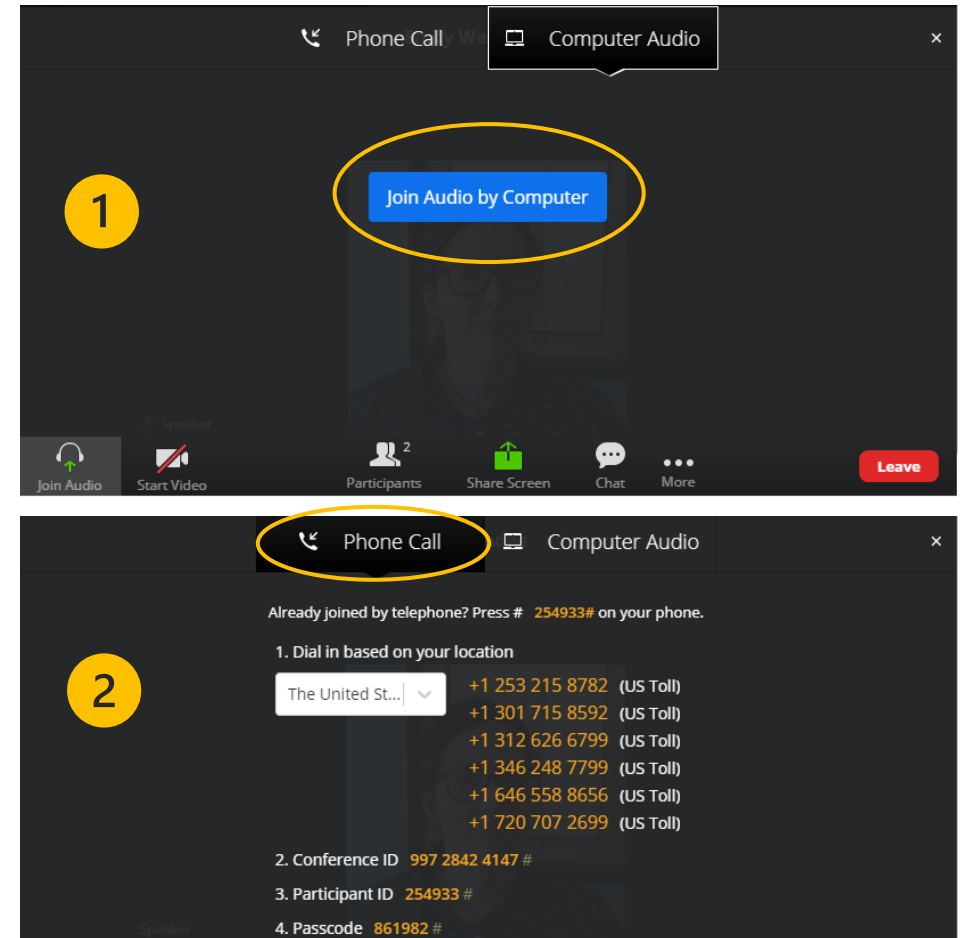 Phone Call
Computer Audio
×
Join Audio by Computer
1
Speaker
2
Join Audio
Start Video
Participants
Share Screen
Chat
More
Leave
Phone Call
Computer Audio
×
Already joined by telephone? Press # 254933# on your phone.
1. Dial in based on your location
2
The United St...
+1 253 215 8782 (US Toll)
+1 301 715 8592 (US Toll)
+1 312 626 6799 (US Toll)
+1 346 248 7799 (US Toll)
+1 646 558 8656 (US Toll)
+1 720 707 2699 (US Toll)
2. Conference ID 997 2842 4147 #
3. Participant ID 254933 #
4. Passcode 861982 #
Speaker